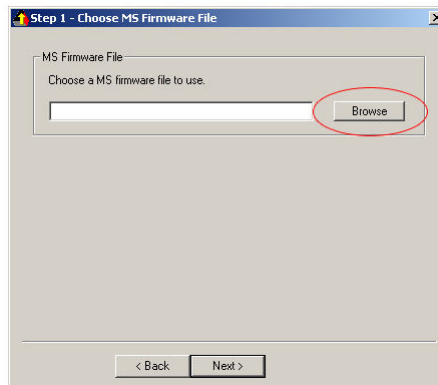 Step 1 - Choose MS Firmware File
MS Firmware File
Choose a MS firmware file to use.
Browse
< Back
Next >